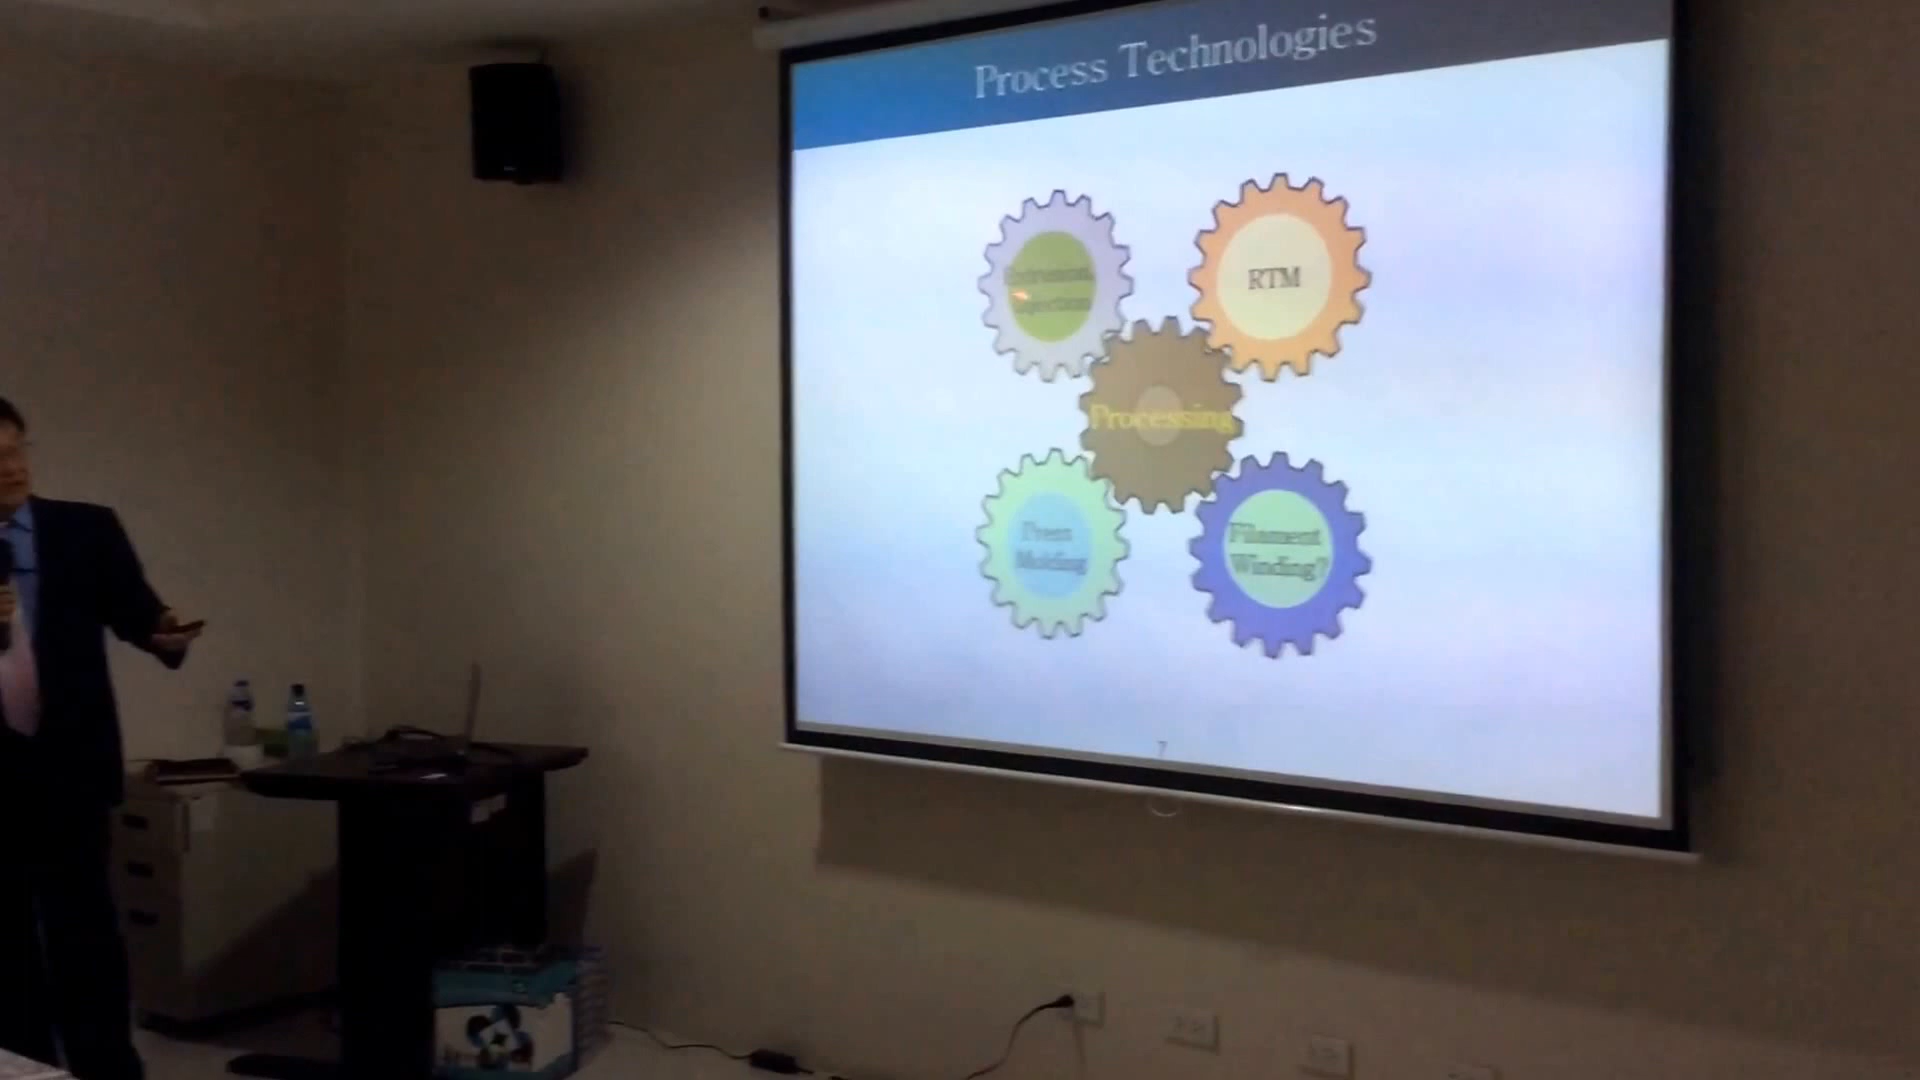 Process Technologies
Extrusion,
Injection
RTM
Processing
Press
Molding
Filament
Winding?
7